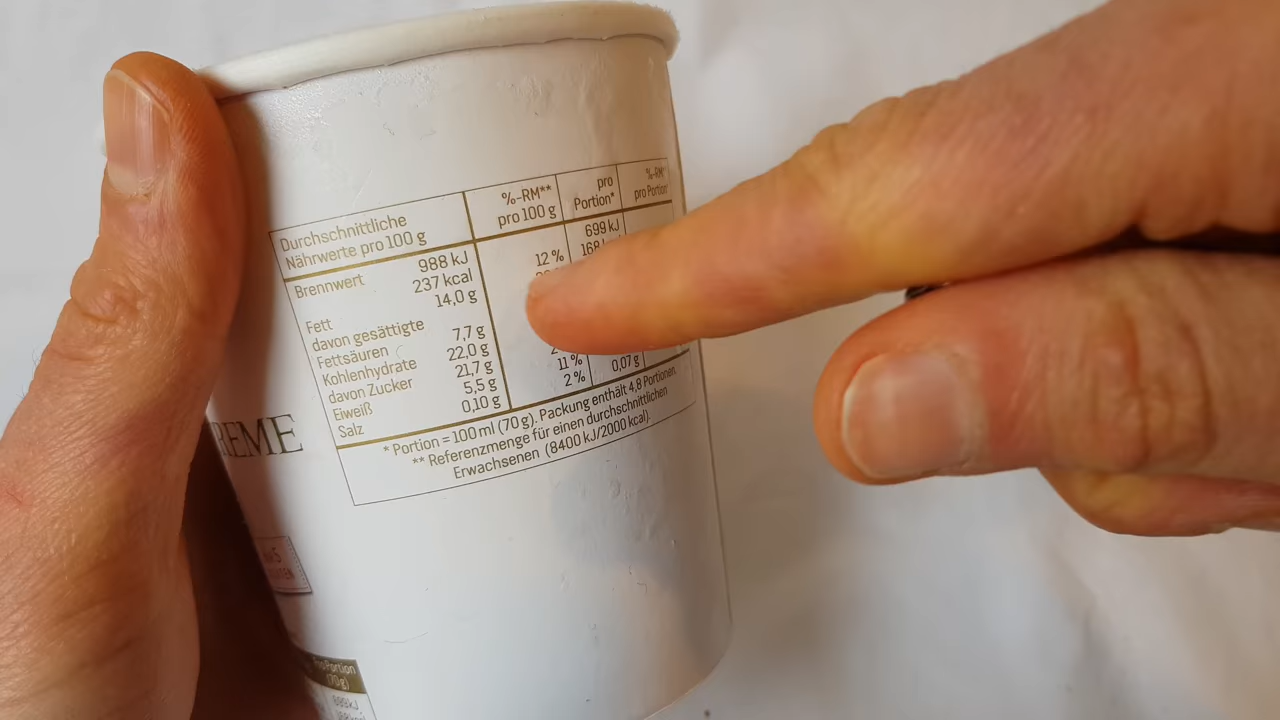 Durchschnittliche
Nährwerte pro 100 g
%-RM**
pro 100 g
pro
Portion*
%-RM*
pro Portion
Brennwert 988 kJ 699 kJ
237 kcal 12 % 168
Fett 14,0 g
davon gesättigte
Fettsäuren 7,7 g
Kohlenhydrate 22,0 g
davon Zucker 21,7 g
Eiweiß 5,5 g 11 %
Salz 0,10 g 2 % 0,07 g
* Portion = 100 ml (70 g). Packung enthält 4,8 Portionen
** Referenzmenge für einen durchschnittlichen
Erwachsenen (8400 kJ/2000 kcal).
REME
Portion
(70g)